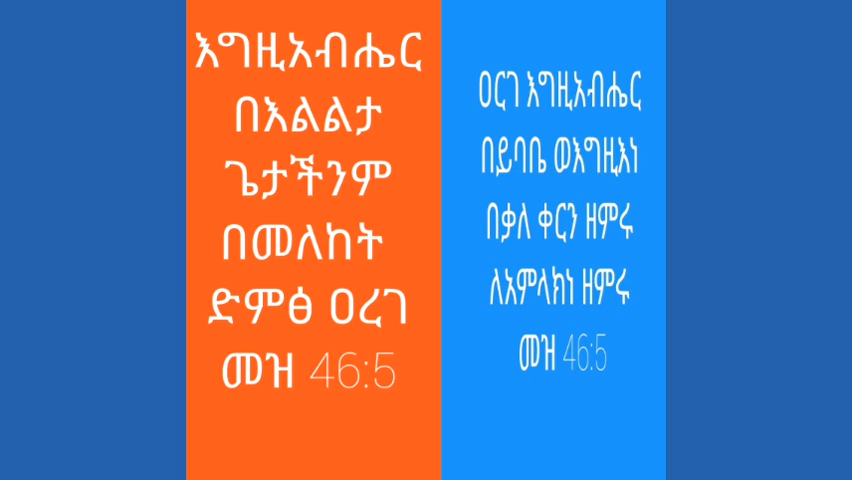 እግዚአብሔር
በእልልታ
ጌታችንም
በመለከት
ድምፅ ዐረገ
መዝ 46:5
ዐርገ እግዚአብሔር
በይባቤ ወእግዚእነ
በቃለ ቀርን ዘምሩ
ለአምላክነ ዘምሩ
መዝ 46:5